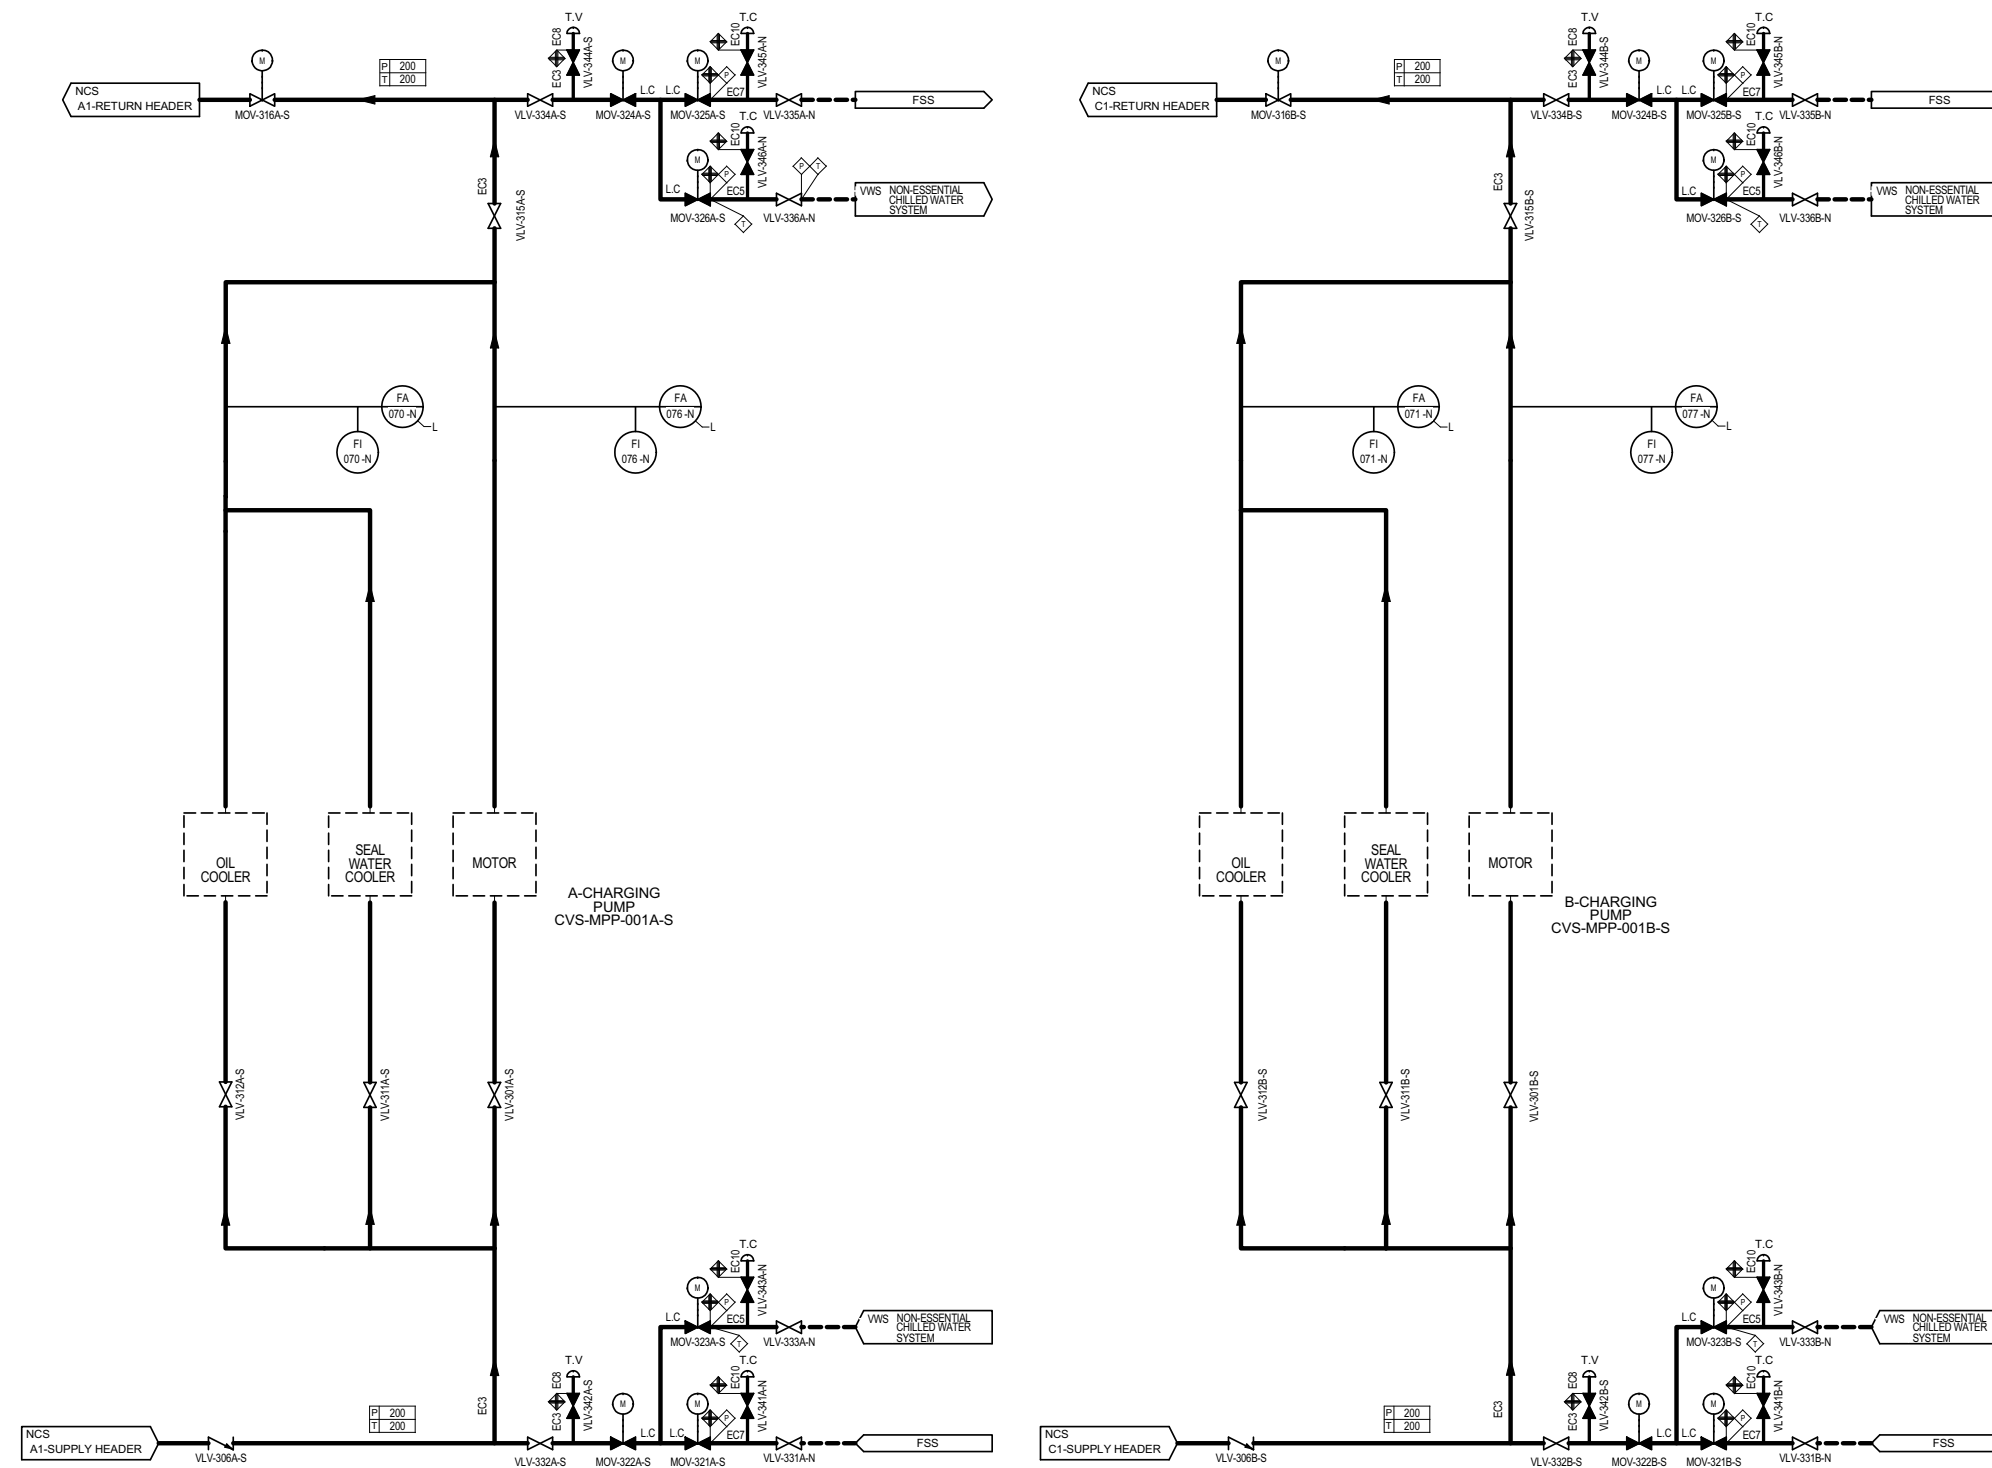 T.V
EC8
EC3
VLV-344A-S
T.C
EC10
VLV-345A-N
M
M
M
P
P 200
T 200
NCS
A1-RETURN HEADER
MOV-316A-S
VLV-334A-S
MOV-324A-S
L.C
L.C
MOV-325A-S
EC7
VLV-335A-N
FSS
T.C
EC10
VLV-346A-N
M
P
P
T
L.C
EC5
MOV-326A-S
T
VLV-336A-N
VWS NON-ESSENTIAL
CHILLED WATER
SYSTEM
EC3
VLV-315A-S
FA
070 -N
L
FI
070 -N
FA
076 -N
L
FI
076 -N
OIL
COOLER
SEAL
WATER
COOLER
MOTOR
A-CHARGING
PUMP
CVS-MPP-001A-S
VLV-312A-S
VLV-311A-S
VLV-301A-S
T.C
EC10
VLV-343A-N
M
P
L.C
EC5
MOV-323A-S
T
VLV-333A-N
VWS NON-ESSENTIAL
CHILLED WATER
SYSTEM
T.V
EC8
EC3
VLV-342A-S
T.C
EC10
VLV-341A-N
M
M
P
EC3
P 200
T 200
NCS
A1-SUPPLY HEADER
VLV-306A-S
VLV-332A-S
MOV-322A-S
L.C
L.C
MOV-321A-S
EC7
VLV-331A-N
FSS
T.V
EC8
EC3
VLV-344B-S
T.C
EC10
VLV-345B-N
M
M
M
P
P 200
T 200
NCS
C1-RETURN HEADER
MOV-316B-S
VLV-334B-S
MOV-324B-S
L.C
L.C
MOV-325B-S
EC7
VLV-335B-N
FSS
T.C
EC10
VLV-346B-N
M
P
L.C
EC5
MOV-326B-S
T
VLV-336B-N
VWS NON-ESSENTIAL
CHILLED WATER
SYSTEM
EC3
VLV-315B-S
FA
071 -N
L
FI
071 -N
FA
077 -N
L
FI
077 -N
OIL
COOLER
SEAL
WATER
COOLER
MOTOR
B-CHARGING
PUMP
CVS-MPP-001B-S
VLV-312B-S
VLV-311B-S
VLV-301B-S
T.C
EC10
VLV-343B-N
M
P
L.C
EC5
MOV-323B-S
T
VLV-333B-N
VWS NON-ESSENTIAL
CHILLED WATER
SYSTEM
T.V
EC8
EC3
VLV-342B-S
T.C
EC10
VLV-341B-N
M
M
P
EC3
P 200
T 200
NCS
C1-SUPPLY HEADER
VLV-306B-S
VLV-332B-S
MOV-322B-S
L.C
L.C
MOV-321B-S
EC7
VLV-331B-N
FSS